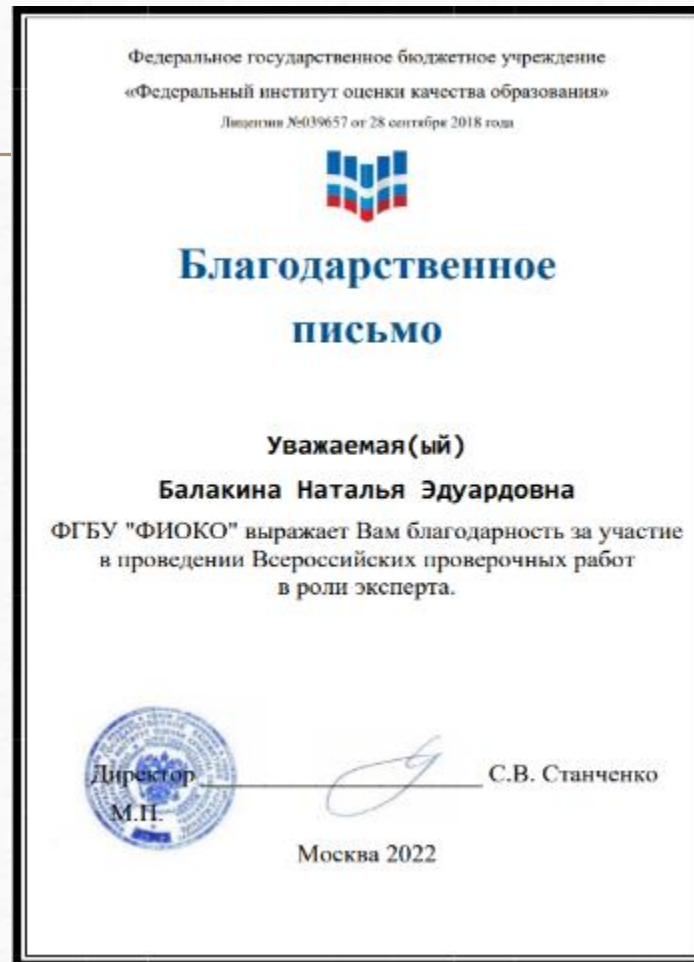 Федеральное государственное бюджетное учреждение
«Федеральный институт оценки качества образования»
Лицензия №039657 от 28 сентября 2018 года
Благодарственное
письмо
Уважаемая(ый)
Балакина Наталья Эдуардовна
ФГБУ "ФИОКО" выражает Вам благодарность за участие
в проведении Всероссийских проверочных работ
в роли эксперта.
Директор С.В. Станченко
М.П.
Москва 2022